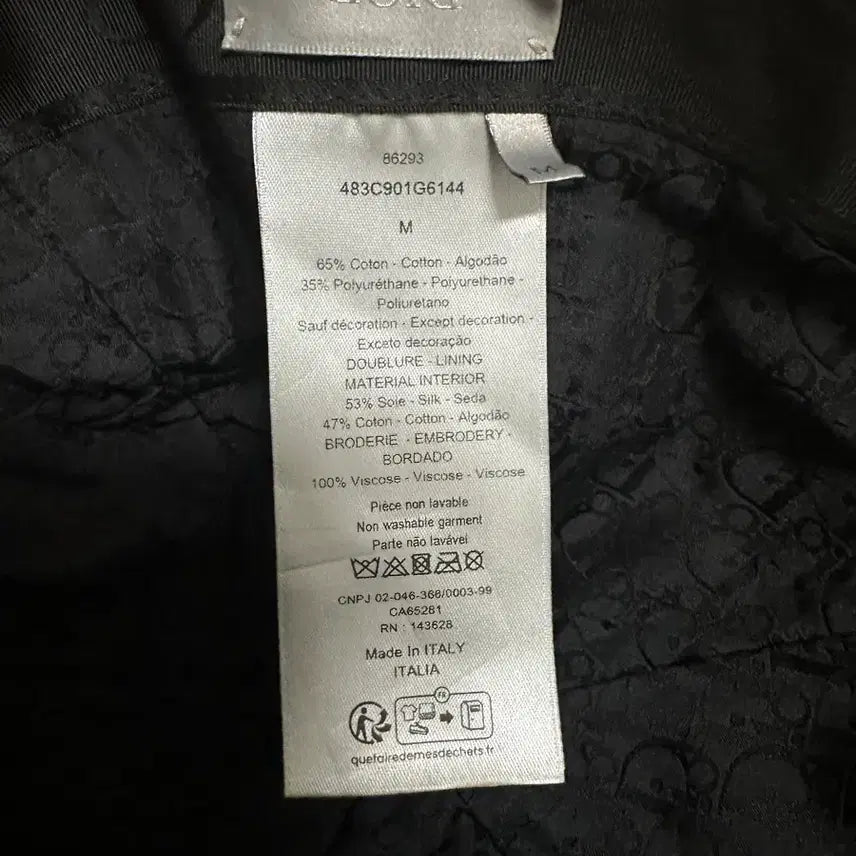 DIOR
86293
483C901G6144
M
M
65% Coton - Cotton - Algodão
35% Polyuréthane - Polyurethane -
Poliuretano
Sauf décoration - Except decoration -
Exceto decoração
DOUBLURE - LINING
MATERIAL INTERIOR
53% Soie - Silk - Seda
47% Coton - Cotton - Algodão
BRODERIE - EMBRODERY -
BORDADO
100% Viscose - Viscose - Viscose
Pièce non lavable
Non washable garment
Parte não lavável
CNPJ 02-046-366/0003-99
CA65281
RN : 143628
Made In ITALY
ITALIA
FR
quefairedemesdechets.fr